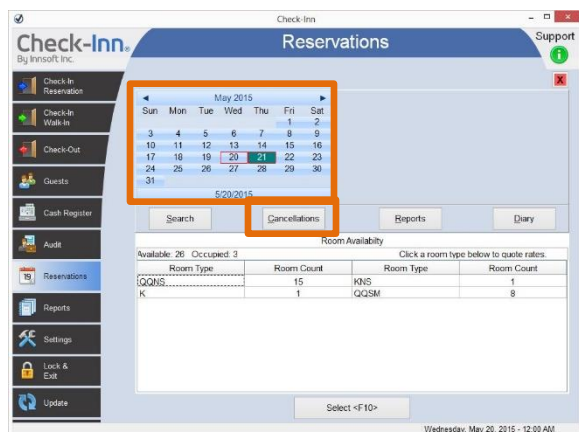 Check-Inn
Check-Inn®
By Innsoft Inc.
Reservations
Support
i
X
Check-In
Reservation
Check-In
Walk-In
Check-Out
Guests
Cash Register
Audit
19
Reservations
Reports
Settings
Lock &
Exit
Update
May 2015
Sun Mon Tue Wed Thu Fri Sat
1 2
3 4 5 6 7 8 9
10 11 12 13 14 15 16
17 18 19 20 21 22 23
24 25 26 27 28 29 30
31
5/20/2015
Search Cancellations Reports Diary
Room Availabilty
Available: 26 Occupied: 3 Click a room type below to quote rates.
Room Type Room Count Room Type Room Count
QQNS 15 KNS 1
K 1 QQSM 8
Select <F10>
Wednesday, May 20, 2015 - 12:00 AM